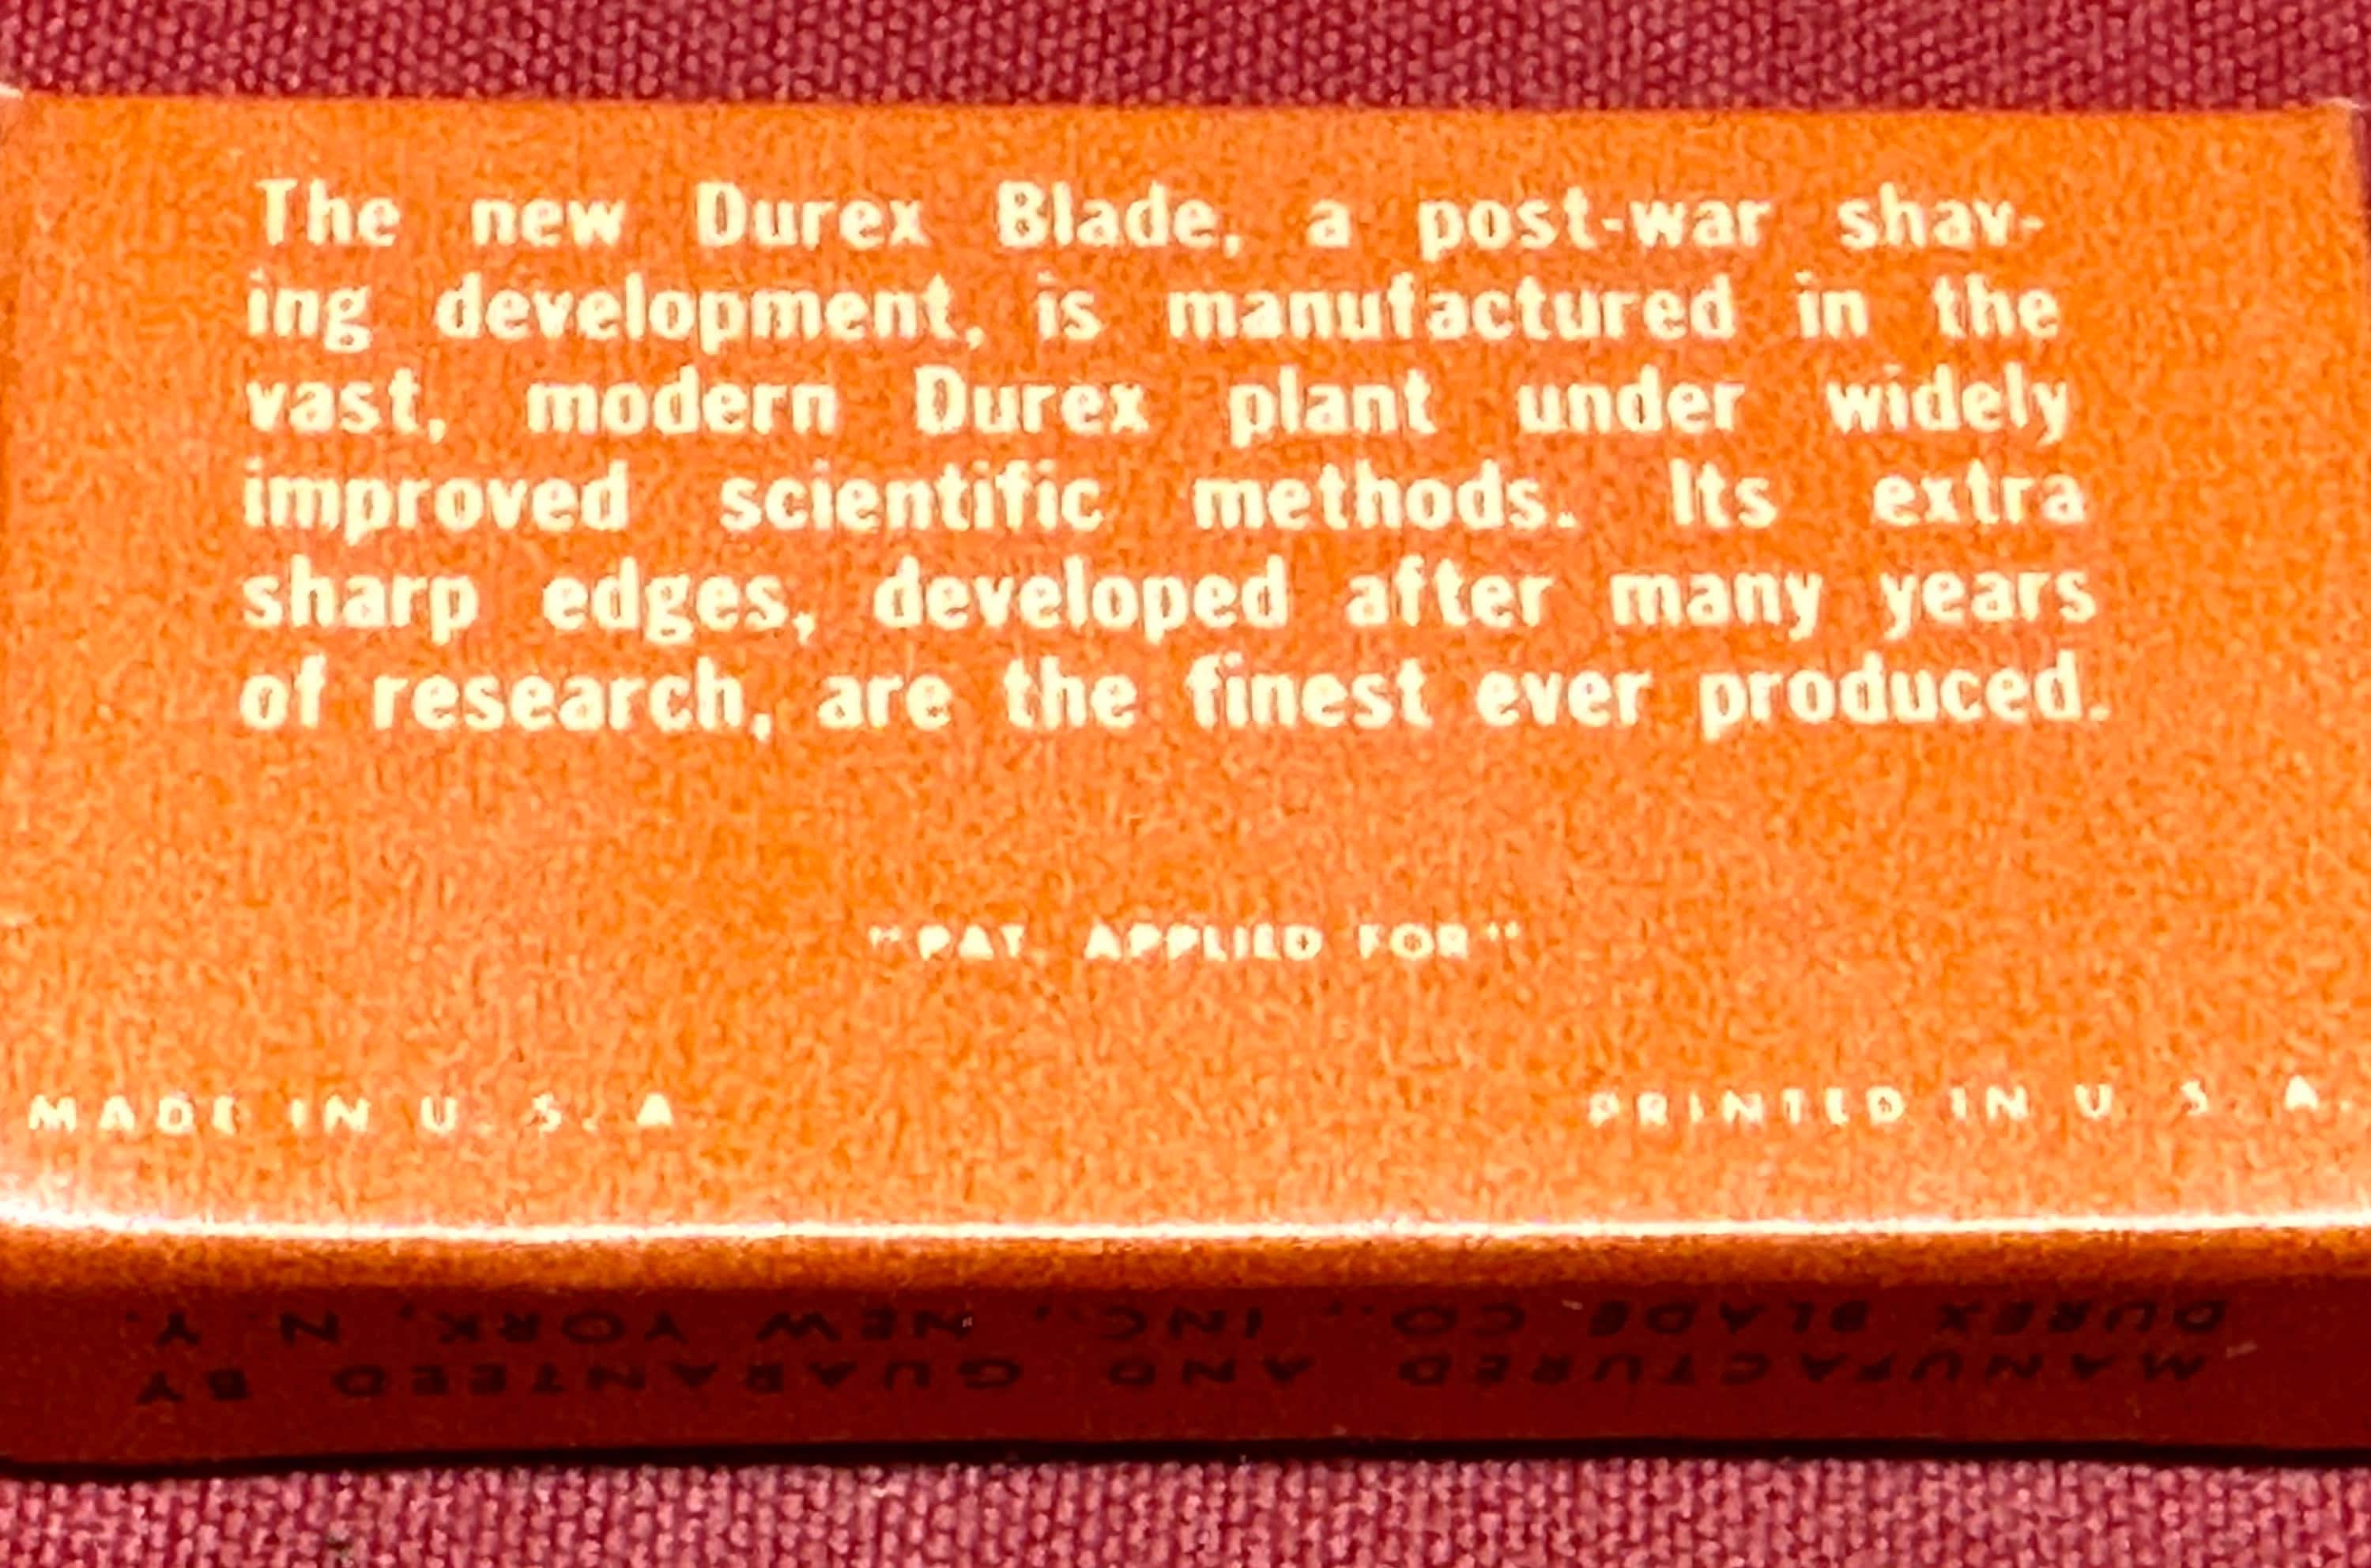 The new Durex Blade, a post-war shav-
ing development, is manufactured in the
vast, modern Durex plant under widely
improved scientific methods. Its extra
sharp edges, developed after many years
of research, are the finest ever produced.
"PAT. APPLIED FOR"
MADE IN U. S. A.
PRINTED IN U. S. A.
MANUFACTURED AND GUARANTEED BY
DUREX BLADE CO., INC., NEW YORK, N. Y.